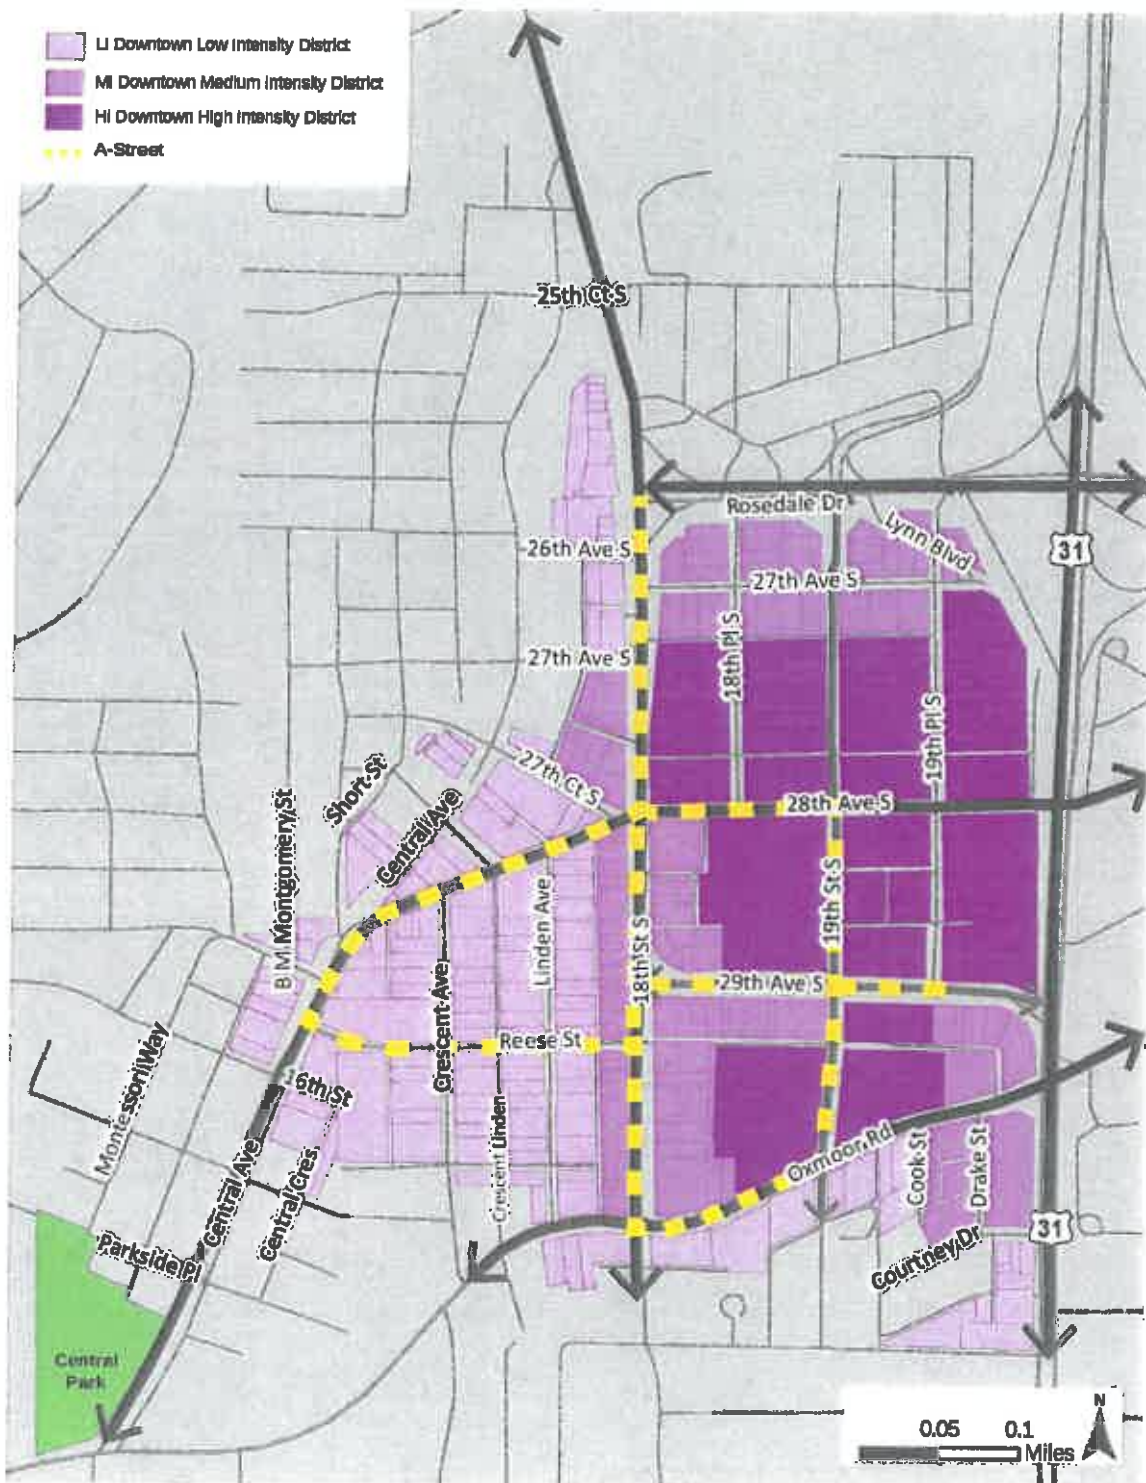 LI Downtown Low Intensity District
MI Downtown Medium Intensity District
HI Downtown High Intensity District
A-Street
25th Ct S
Rosedale Dr
Lynn Blvd
26th Ave S
31
27th Ave S
18th Pl S
27th Ave S
19th Pl S
27th Ct S
Short St
Central Ave
28th Ave S
B M Montgomery St
Linden Ave
19th St S
18th St S
Crescent Ave
29th Ave S
Reese St
Montessori Way
16th St
Crescent Linden
Oxmoor Rd
Cook St
Drake St
Central Ave
Central Cres
31
Parkside Pl
Courtney Dr
Central
Park
N
0.05 0.1
Miles